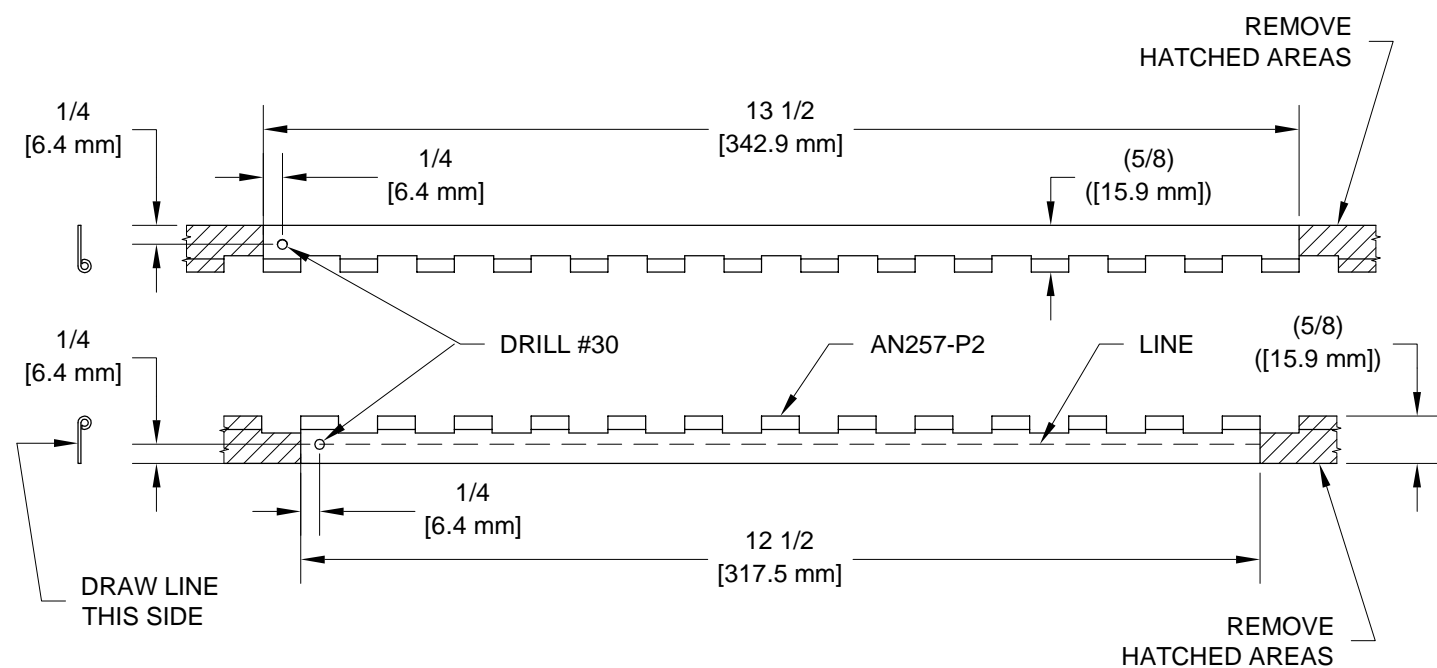 REMOVE
HATCHED AREAS
1/4
[6.4 mm]
13 1/2
[342.9 mm]
1/4
[6.4 mm]
(5/8)
([15.9 mm])
1/4
[6.4 mm]
DRILL #30
AN257-P2
LINE
(5/8)
([15.9 mm])
1/4
[6.4 mm]
12 1/2
[317.5 mm]
DRAW LINE
THIS SIDE
REMOVE
HATCHED AREAS